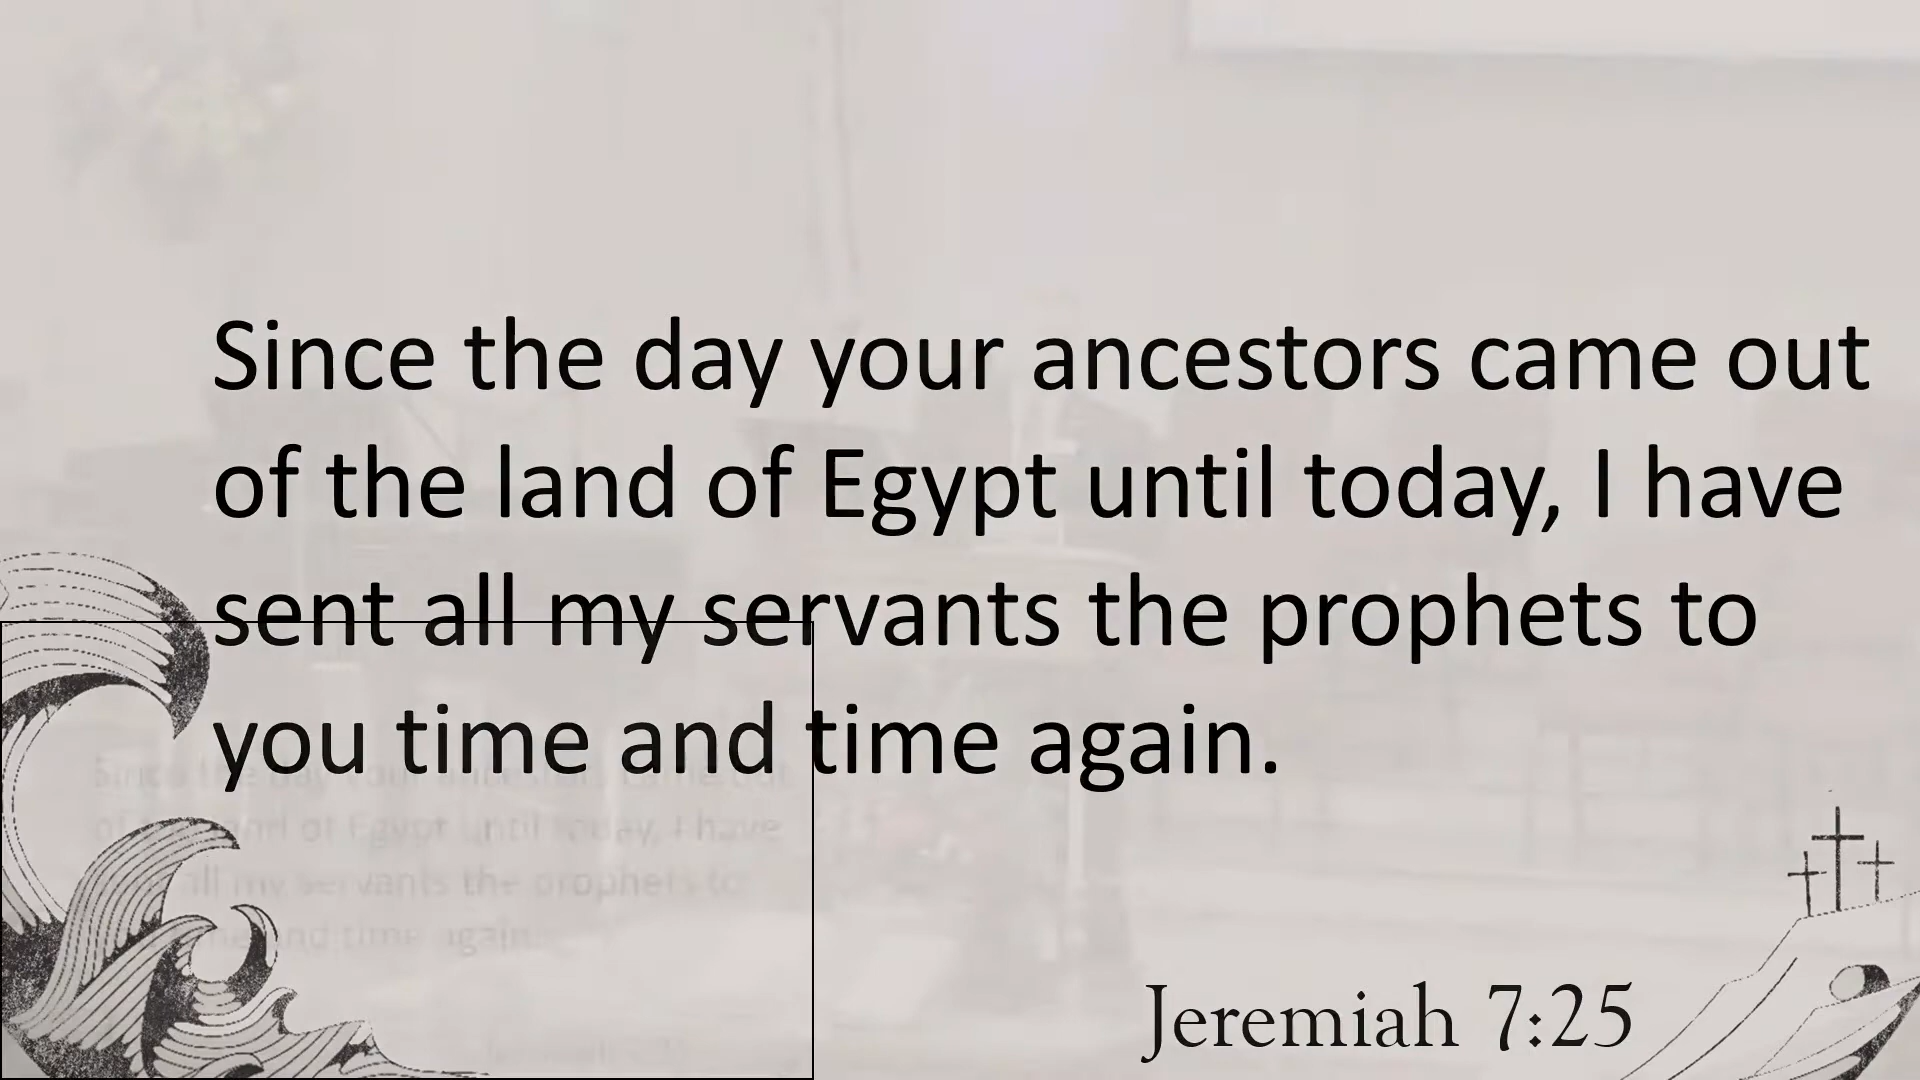 Since the day your ancestors came out
of the land of Egypt until today, I have
sent all my servants the prophets to
you time and time again.
Jeremiah 7:25